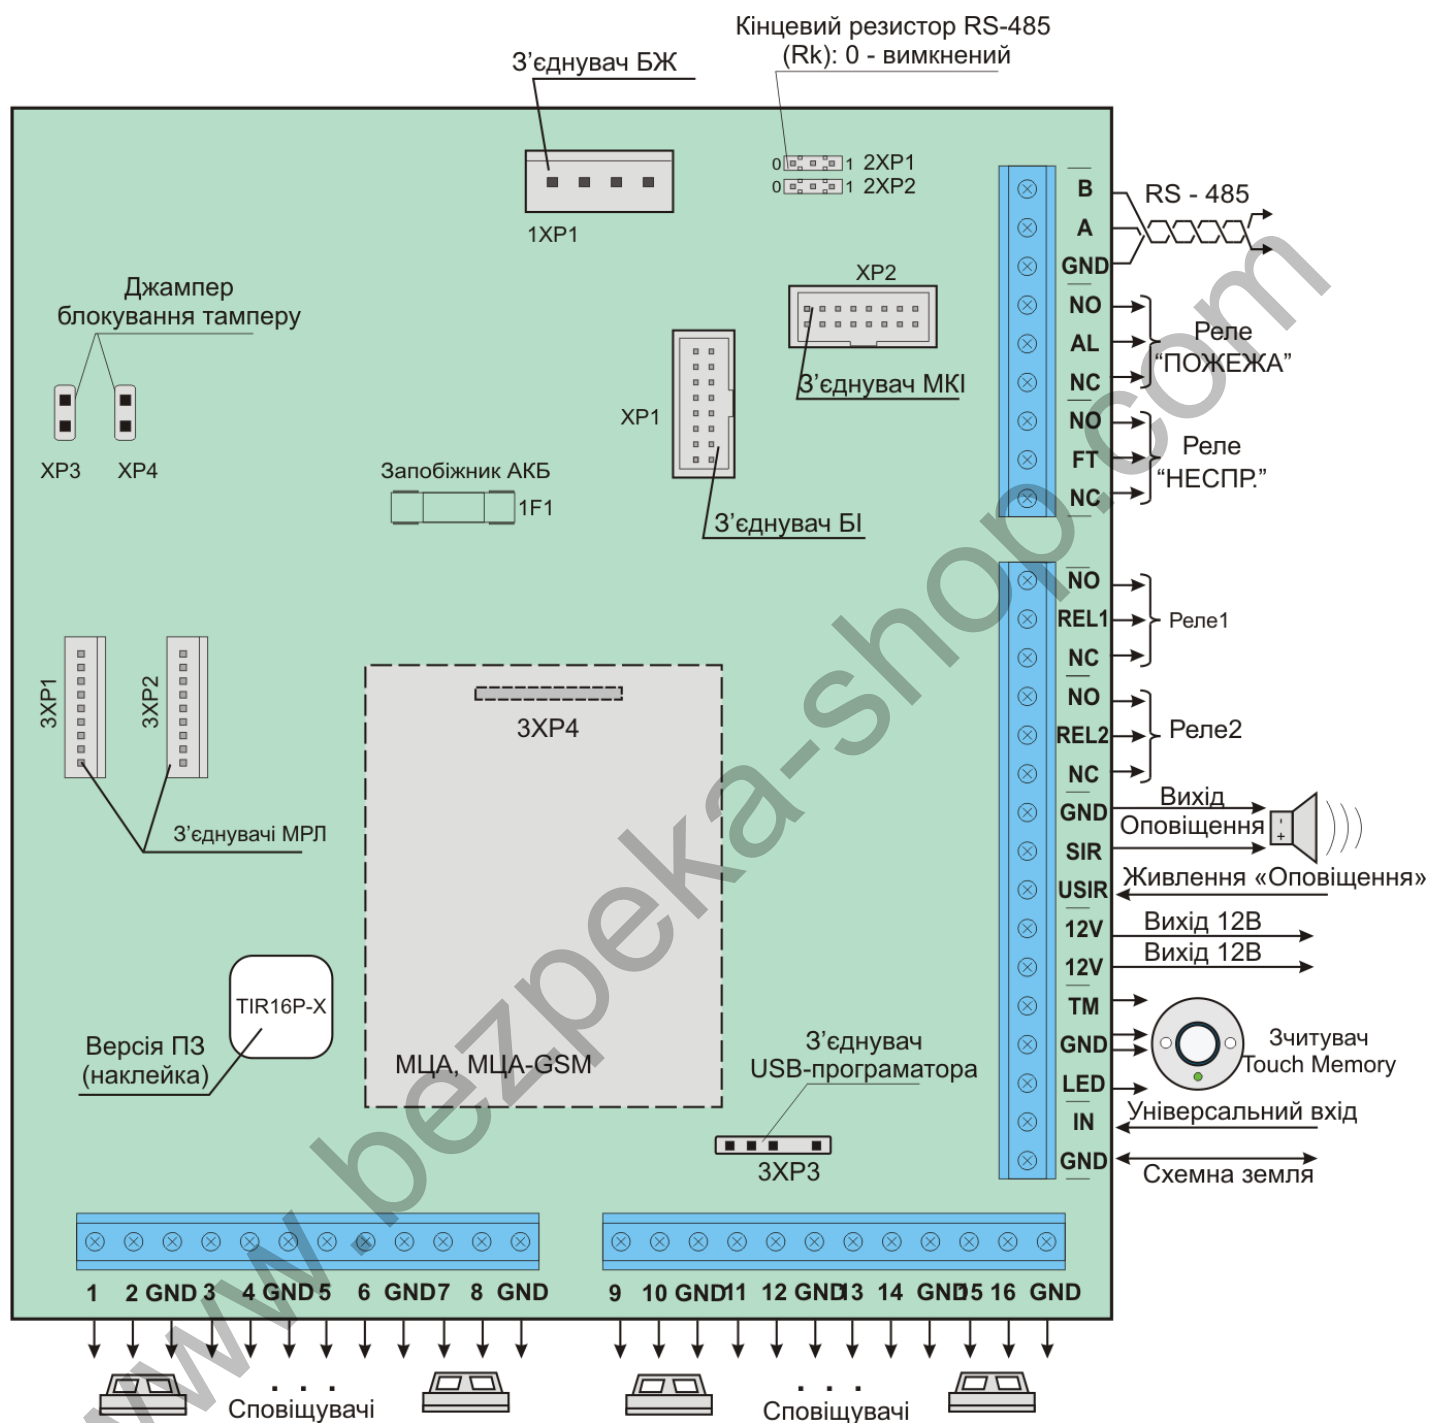 Кінцевий резистор RS-485
(Rk): 0 - вимкнений
З’єднувач БЖ
0 1 2XP1
0 1 2XP2
1XP1
B
A
GND
RS - 485
XP2
З’єднувач МКІ
NO
AL
NC
Реле
“ПОЖЕЖА”
Джампер
блокування тамперу
XP3
XP4
XP1
З’єднувач БІ
NO
FT
NC
Реле
“НЕСПР.”
Запобіжник АКБ
1F1
NO
REL1
NC
Реле1
3XP1
3XP2
З’єднувачі МРЛ
3XP4
МЦА, МЦА-GSM
NO
REL2
NC
Реле2
GND
SIR
Вихід
Оповіщення
-
+
USIR
Живлення «Оповіщення»
12V
Вихід 12В
12V
Вихід 12В
TIR16P-X
Версія ПЗ
(наклейка)
TM
GND
LED
Зчитувач
Touch Memory
З’єднувач
USB-програматора
3XP3
IN
Універсальний вхід
GND
Схемна земля
1 2 GND 3 4 GND 5 6 GND 7 8 GND
9 10 GND 11 12 GND 13 14 GND 15 16 GND
. . .
Сповіщувачі
. . .
Сповіщувачі
www.bezpeka-shop.com